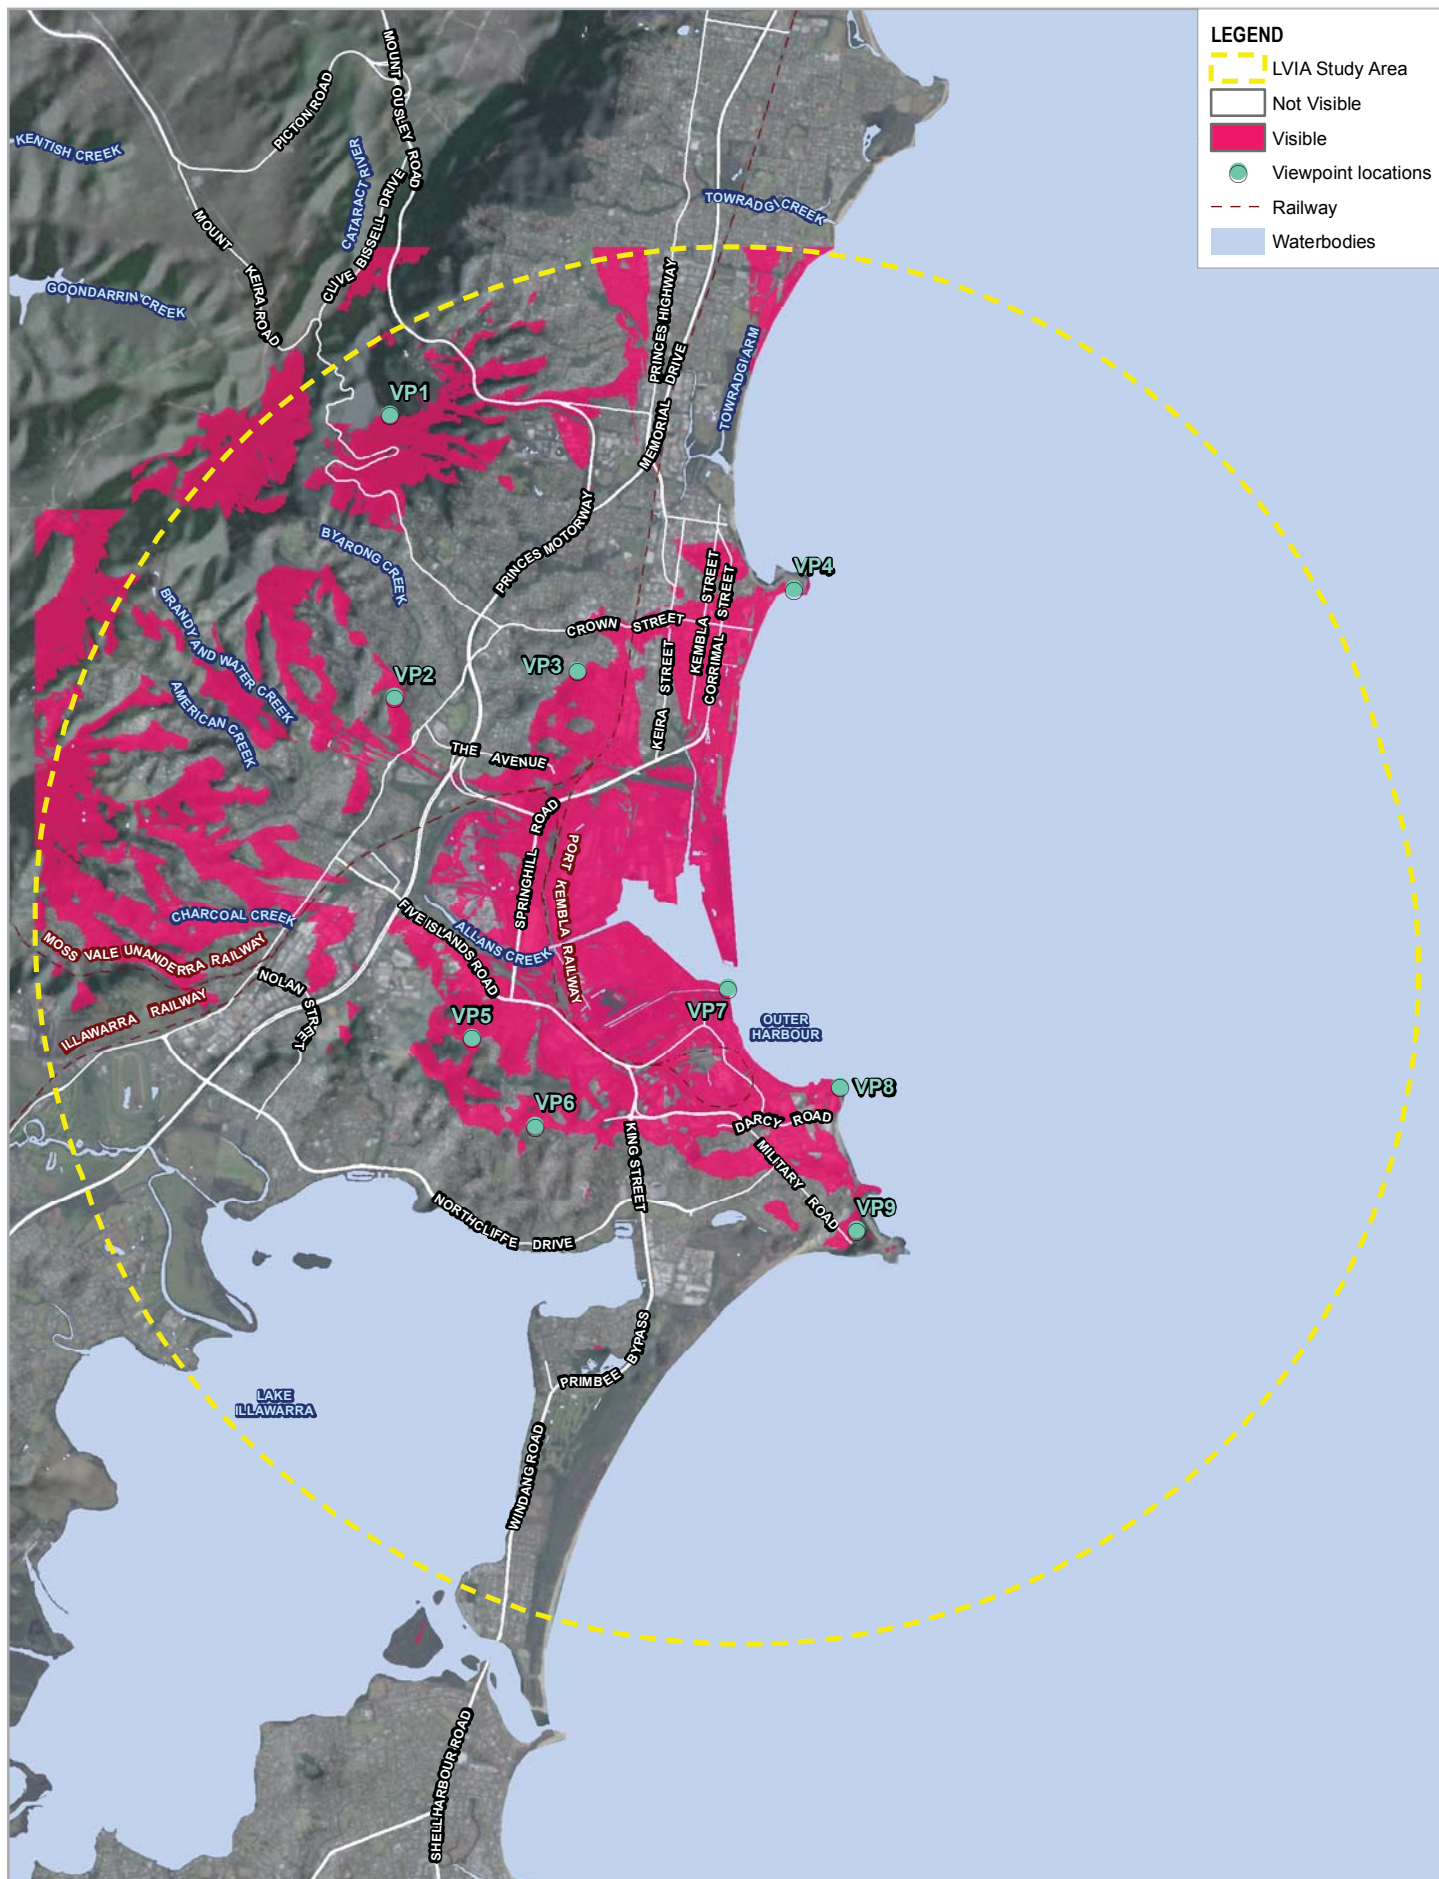 LEGEND
LVIA Study Area
Not Visible
Visible
Viewpoint locations
Railway
Waterbodies
MOUNT OUSLEY ROAD
PICTON ROAD
KENTISH CREEK
CATARACT RIVER
CLIVE BISSELL DRIVE
MOUNT KEIRA ROAD
TOWRADGI CREEK
GOONDARRIN CREEK
PRINCES HIGHWAY
MEMORIAL DRIVE
TOWRADGI ARM
VP1
PRINCES MOTORWAY
BYARONG CREEK
VP4
KEMBLA STREET
CORRIMAL STREET
CROWN STREET
KEIRA STREET
BRANDY AND WATER CREEK
AMERICAN CREEK
VP2
VP3
THE AVENUE
SPRINGHILL ROAD
PORT KEMBLA RAILWAY
CHARCOAL CREEK
FIVE ISLANDS ROAD
ALLANS CREEK
MOSS VALE UNANDERRA RAILWAY
NOLAN STREET
ILLAWARRA RAILWAY
VP5
VP7
OUTER
HARBOUR
VP8
VP6
DARCY ROAD
KING STREET
MILITARY ROAD
VP9
NORTHCLIFFE DRIVE
PRIMBEE BYPASS
LAKE
ILLAWARRA
WINDANG ROAD
SHELLHARBOUR ROAD